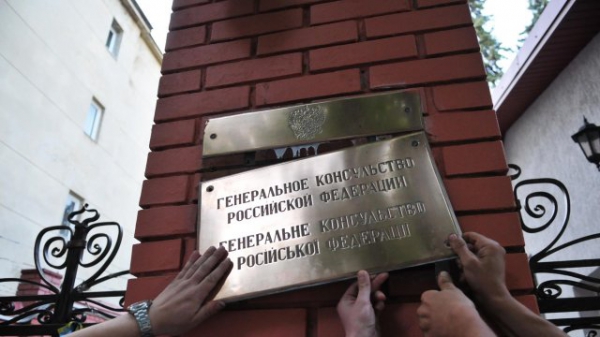 ГЕНЕРАЛЬНОЕ КОНСУЛЬСТВО
РОССИЙСКОЙ ФЕДЕРАЦИИ
ГЕНЕРАЛЬНЕ КОНСУЛЬСТВО
РОСІЙСЬКОЇ ФЕДЕРАЦІЇ